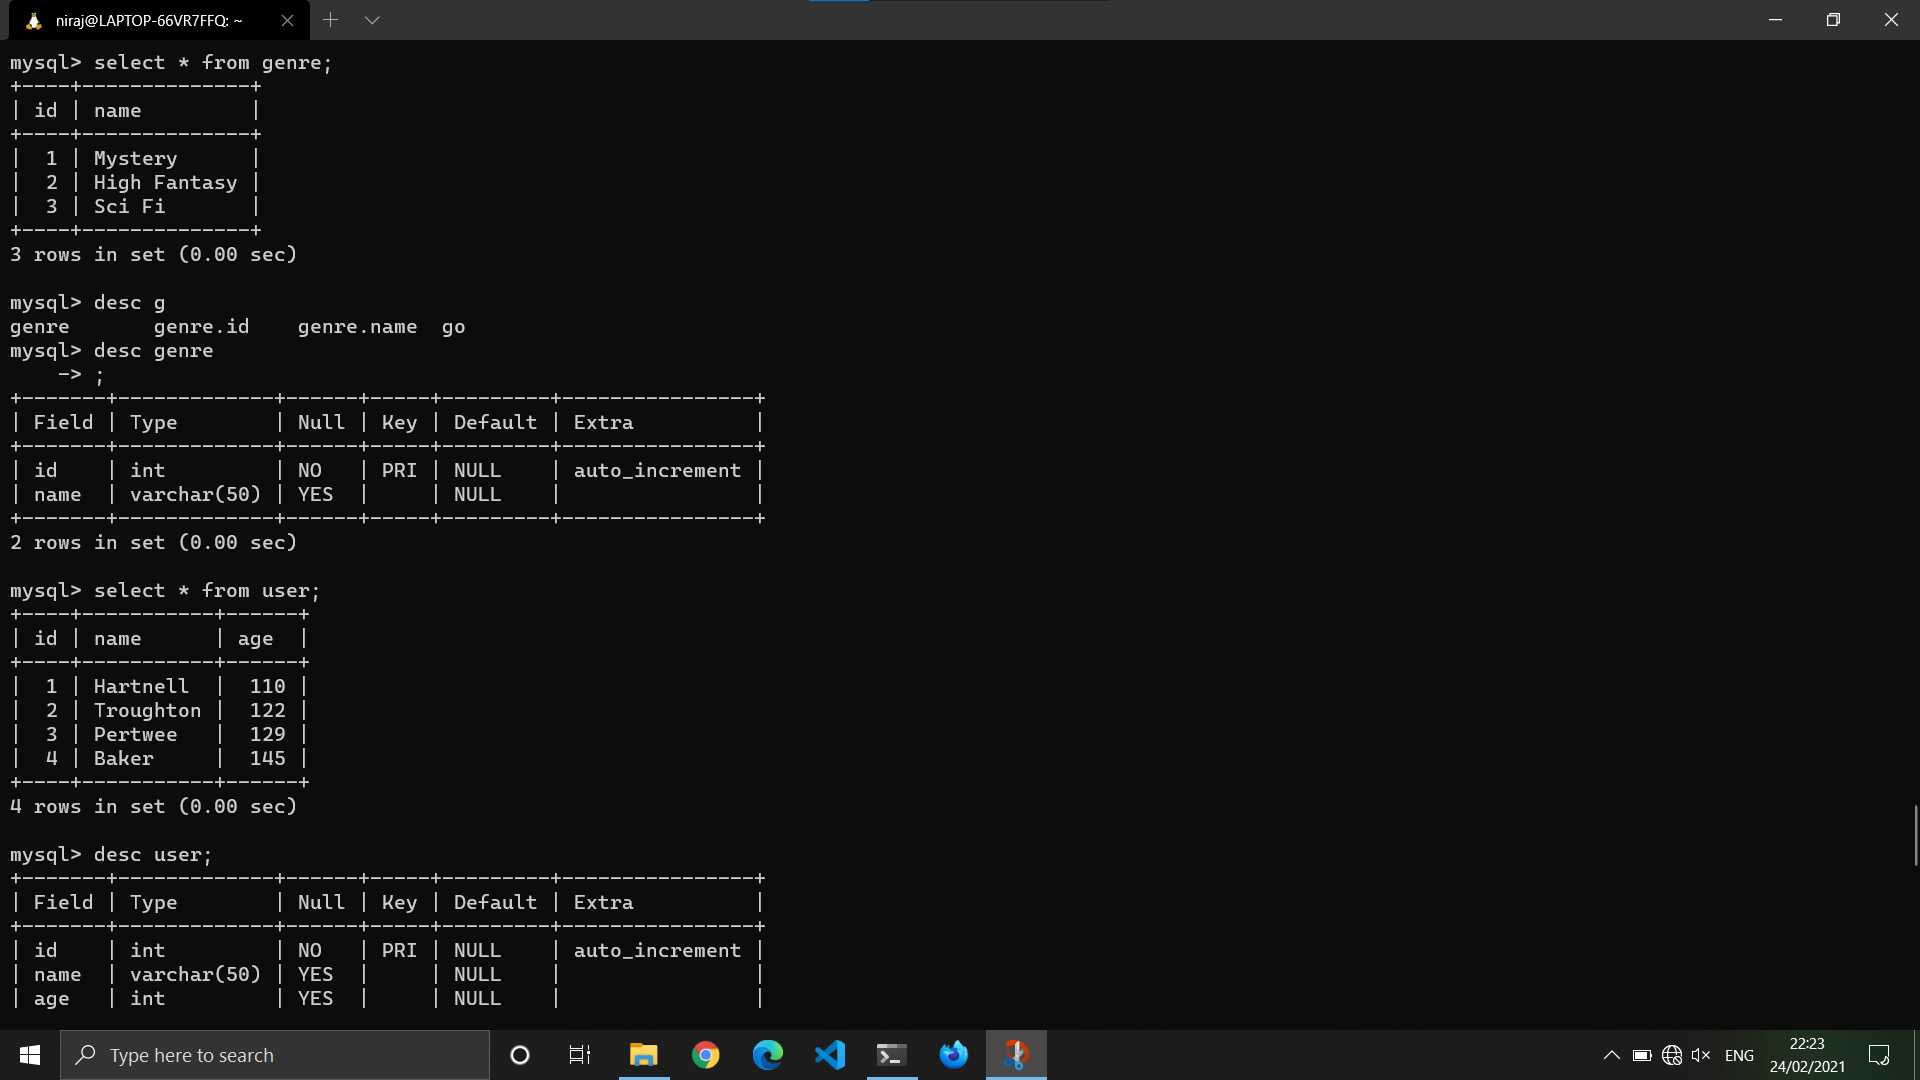 niraj@LAPTOP-66VR7FFQ: ~
mysql> select * from genre;
+----+--------------+
| id | name         |
+----+--------------+
|  1 | Mystery      |
|  2 | High Fantasy |
|  3 | Sci Fi       |
+----+--------------+
3 rows in set (0.00 sec)

mysql> desc g
genre       genre.id    genre.name  go
mysql> desc genre
    -> ;
+-------+-------------+------+-----+---------+----------------+
| Field | Type        | Null | Key | Default | Extra          |
+-------+-------------+------+-----+---------+----------------+
| id    | int         | NO   | PRI | NULL    | auto_increment |
| name  | varchar(50) | YES  |     | NULL    |                |
+-------+-------------+------+-----+---------+----------------+
2 rows in set (0.00 sec)

mysql> select * from user;
+----+-----------+------+
| id | name      | age  |
+----+-----------+------+
|  1 | Hartnell  |  110 |
|  2 | Troughton |  122 |
|  3 | Pertwee   |  129 |
|  4 | Baker     |  145 |
+----+-----------+------+
4 rows in set (0.00 sec)

mysql> desc user;
+-------+-------------+------+-----+---------+----------------+
| Field | Type        | Null | Key | Default | Extra          |
+-------+-------------+------+-----+---------+----------------+
| id    | int         | NO   | PRI | NULL    | auto_increment |
| name  | varchar(50) | YES  |     | NULL    |                |
| age   | int         | YES  |     | NULL    |                |
Type here to search
ENG
22:23
24/02/2021